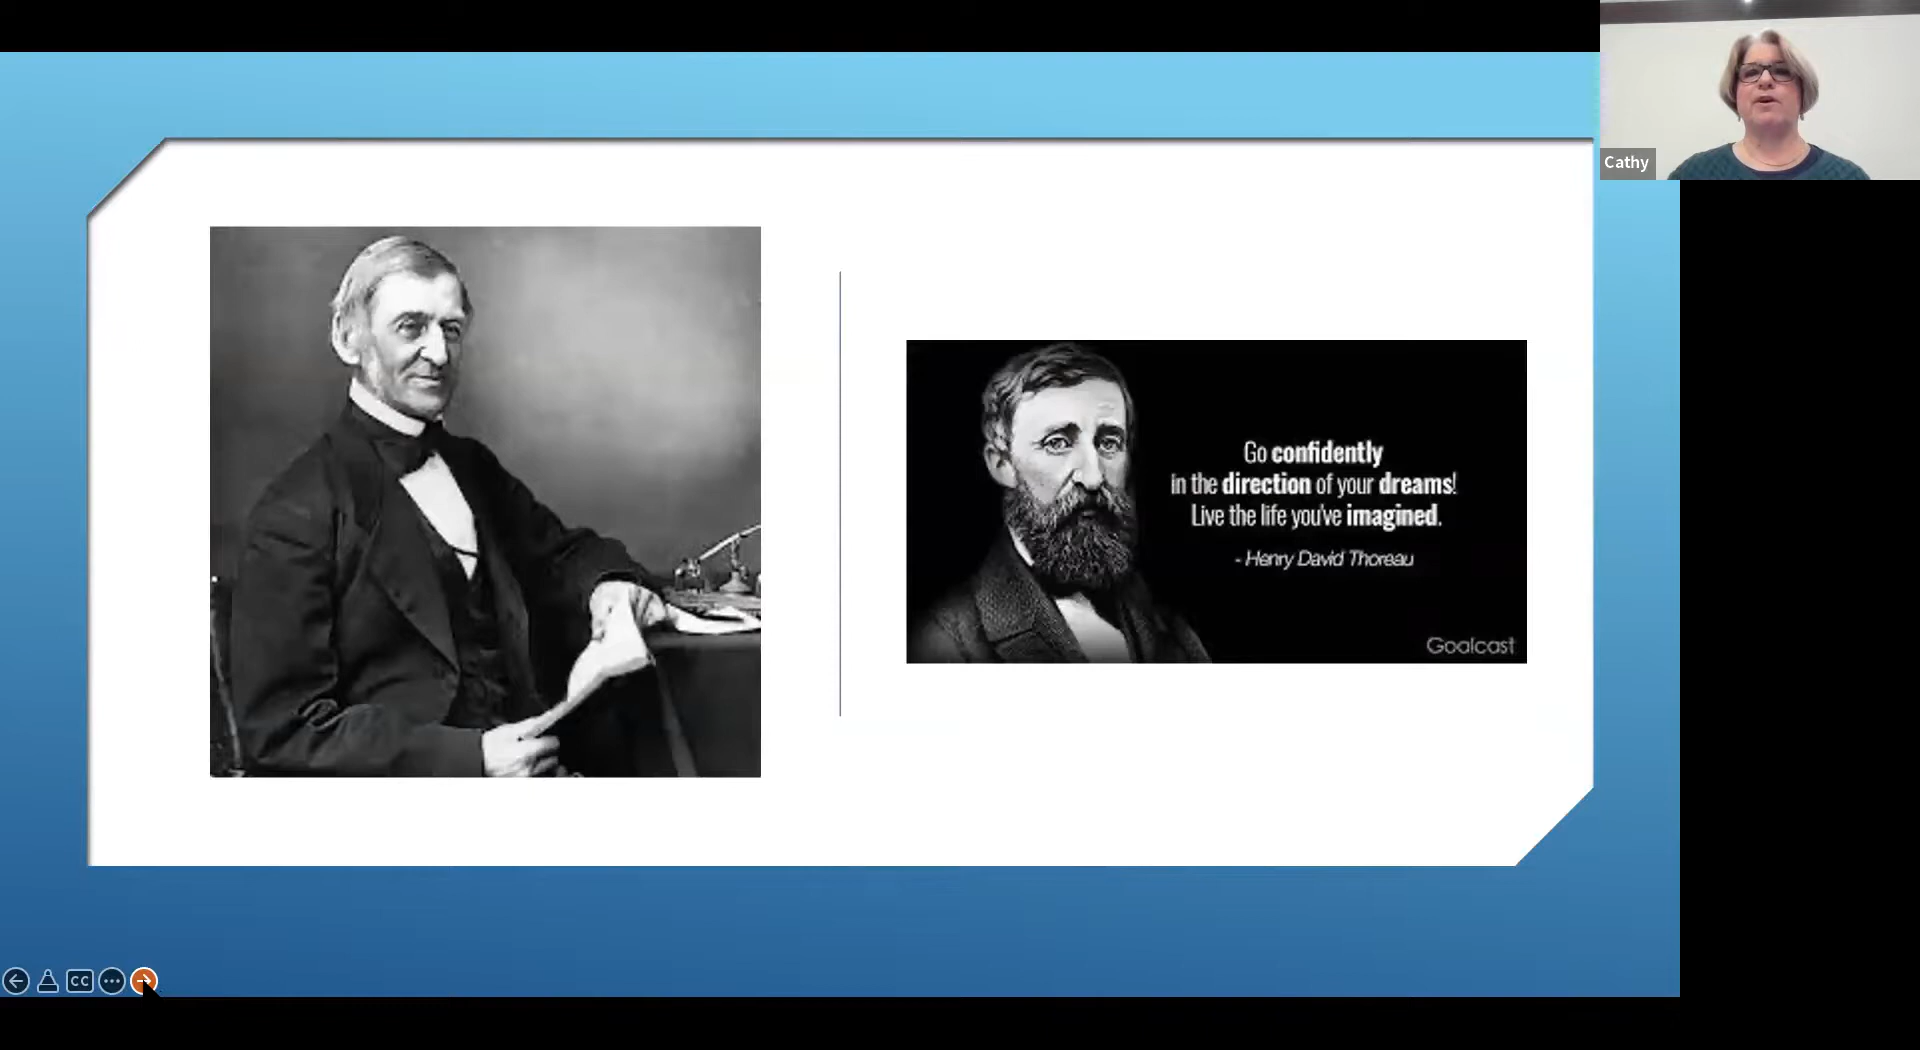 Cathy
Go confidently
in the direction of your dreams!
Live the life you've imagined.
- Henry David Thoreau
Goalcast
CC